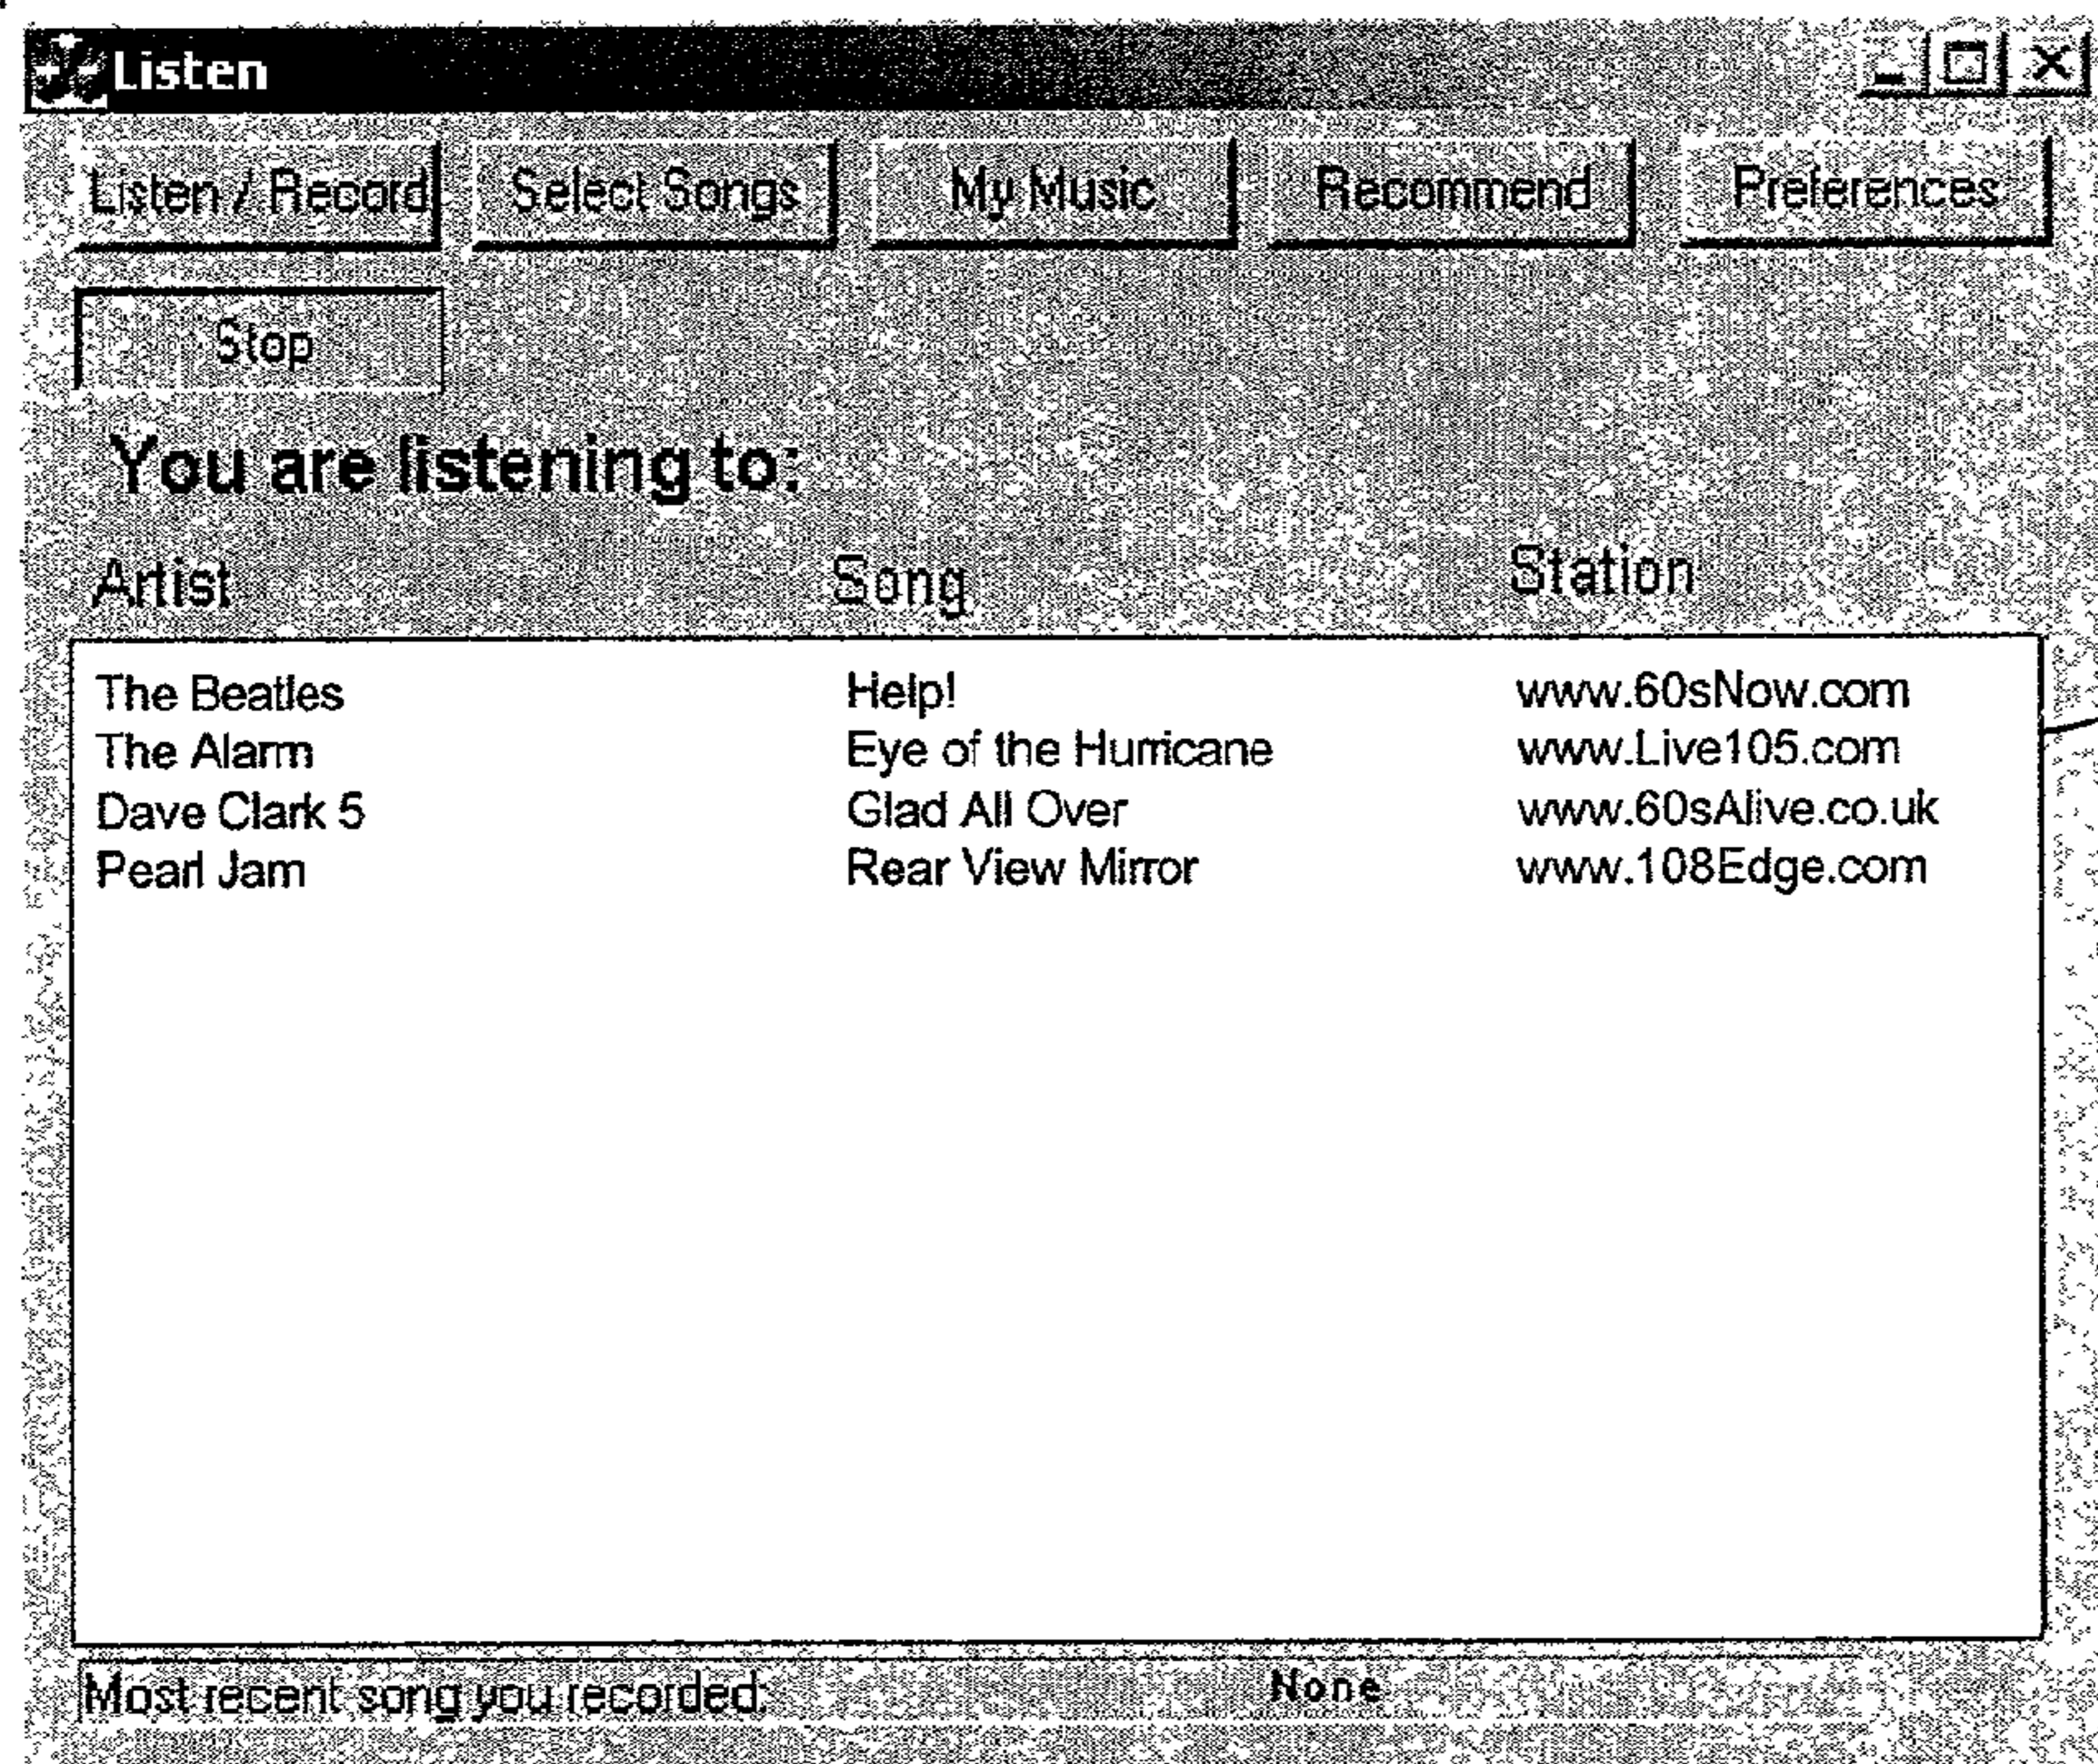 Listen
Listen / Record Select Songs My Music Recommend Preferences
Stop
You are listening to:
Artist Song Station
The Beatles Help! www.60sNow.com
The Alarm Eye of the Hurricane www.Live105.com
Dave Clark 5 Glad All Over www.60sAlive.co.uk
Pearl Jam Rear View Mirror www.108Edge.com
Most recent song you recorded: None